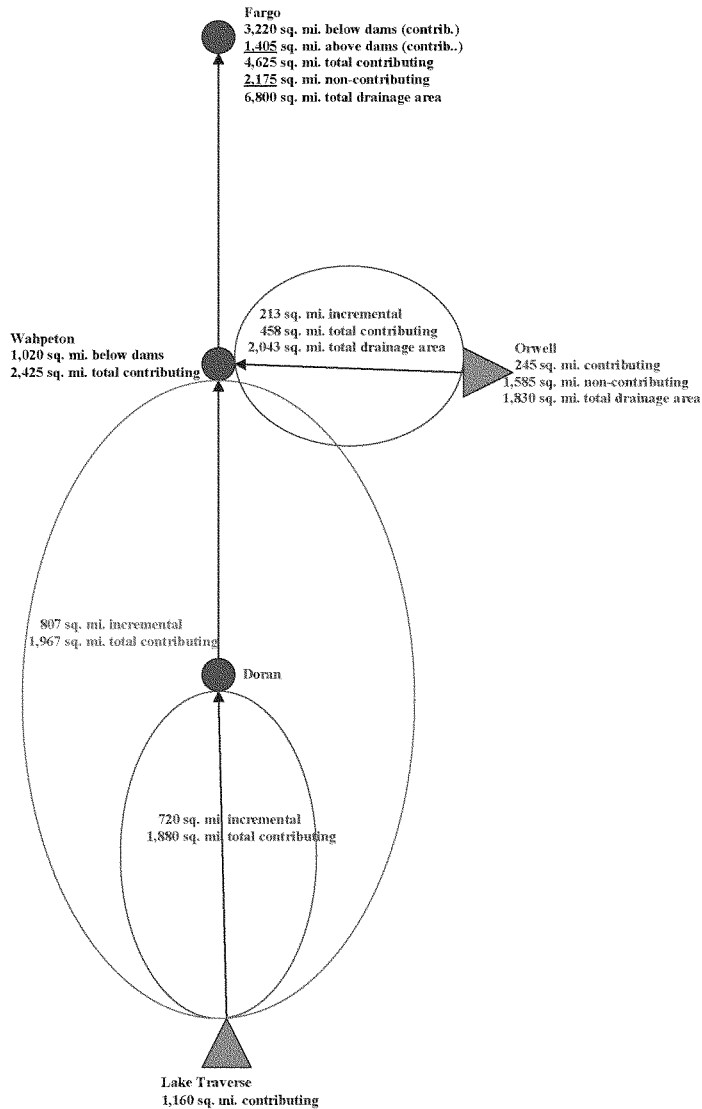 Fargo
3,220 sq. mi. below dams (contrib.)
1,405 sq. mi. above dams (contrib..)
4,625 sq. mi. total contributing
2,175 sq. mi. non-contributing
6,800 sq. mi. total drainage area
213 sq. mi. incremental
458 sq. mi. total contributing
2,043 sq. mi. total drainage area
Wahpeton
1,020 sq. mi. below dams
2,425 sq. mi. total contributing
Orwell
245 sq. mi. contributing
1,585 sq. mi. non-contributing
1,830 sq. mi. total drainage area
807 sq. mi. incremental
1,967 sq. mi. total contributing
Doran
720 sq. mi. incremental
1,880 sq. mi. total contributing
Lake Traverse
1,160 sq. mi. contributing